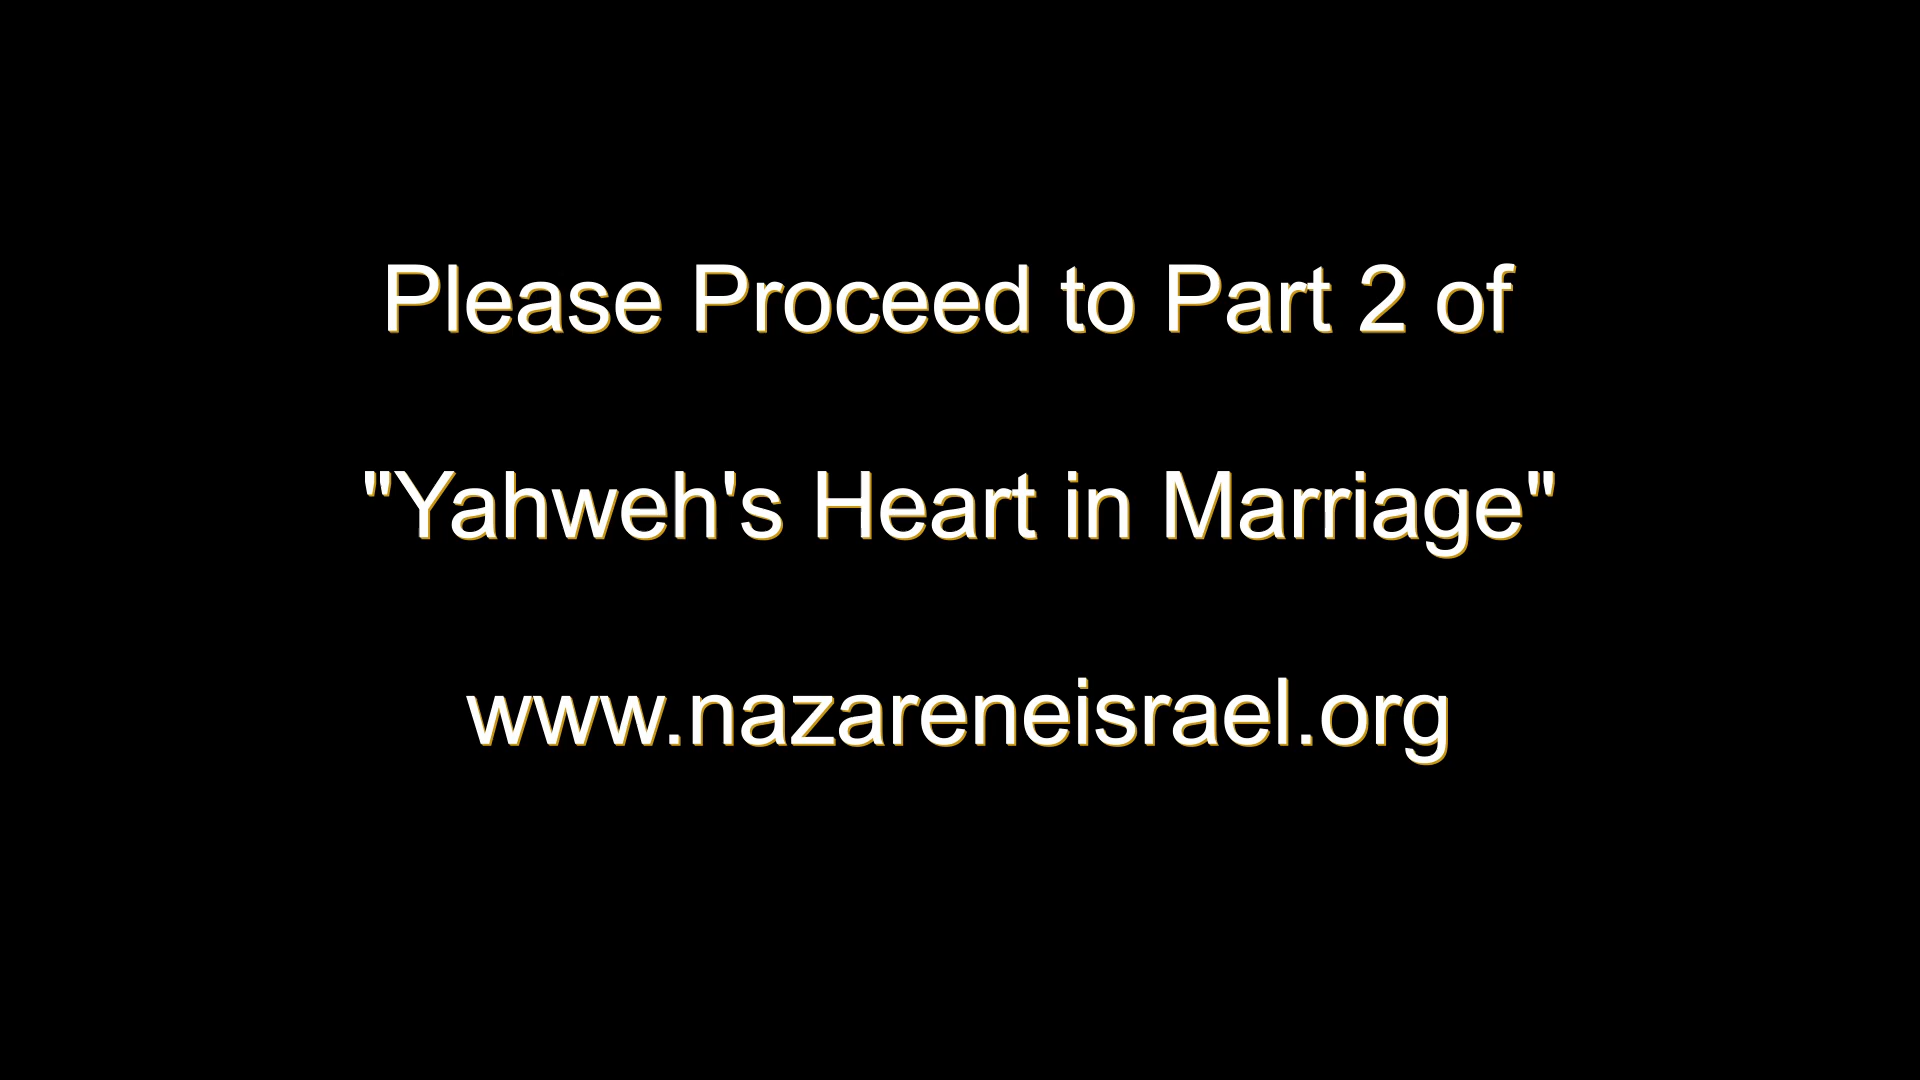 Please Proceed to Part 2 of
"Yahweh's Heart in Marriage"
www.nazareneisrael.org